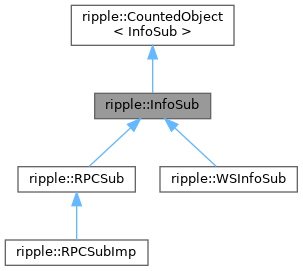 ripple::CountedObject
< InfoSub >
ripple::InfoSub
ripple::RPCSub
ripple::WSInfoSub
ripple::RPCSubImp